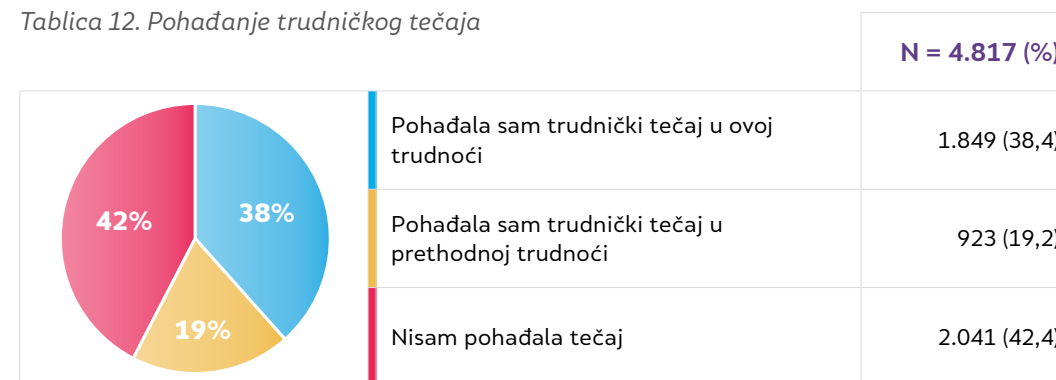 Tablica 12. Pohađanje trudničkog tečaja
N = 4.817 (%)
42%
38%
19%
Pohađala sam trudnički tečaj u ovoj
trudnoći
1.849 (38,4)
Pohađala sam trudnički tečaj u
prethodnoj trudnoći
923 (19,2)
Nisam pohađala tečaj
2.041 (42,4)